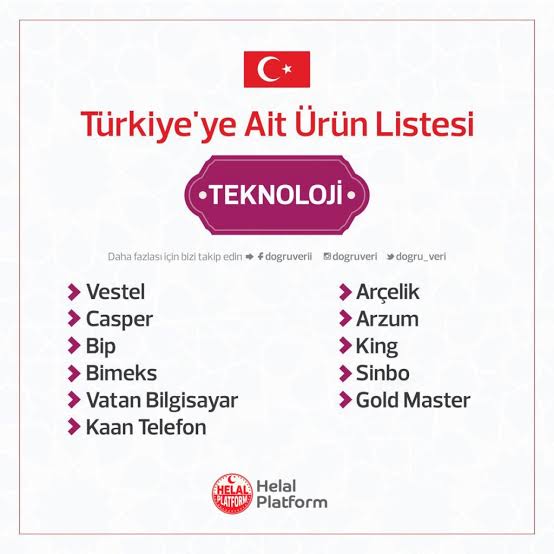 Türkiye'ye Ait Ürün Listesi
• TEKNOLOJİ •
Daha fazlası için bizi takip edin dogruverii dogruveri dogru_veri
Vestel
Casper
Bip
Bimeks
Vatan Bilgisayar
Kaan Telefon
Arçelik
Arzum
King
Sinbo
Gold Master
HELAL
PLATFORM
Helal
Platform